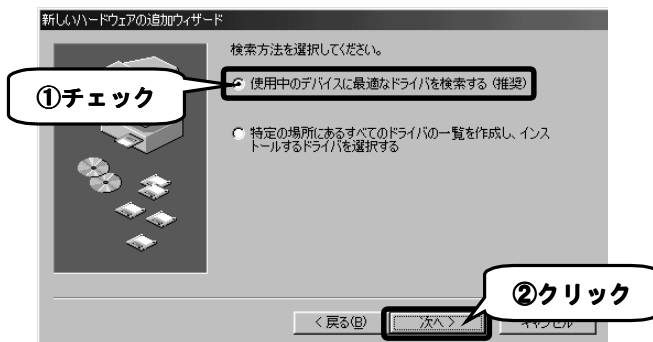 新しいハードウェアの追加ウィザード
検索方法を選択してください。
使用中のデバイスに最適なドライバを検索する (推奨)
①チェック
特定の場所にあるすべてのドライバの一覧を作成し、インス
トールするドライバを選択する
②クリック
< 戻る(B)
次へ >
キャンセル